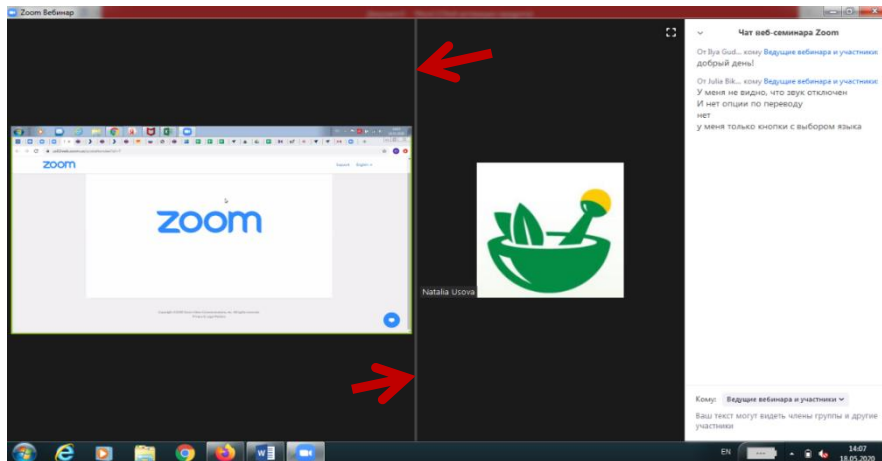 Zoom Вебинар
Чат веб-семинара Zoom
От Ilya Gud... кому Ведущие вебинара и участники:
добрый день!
От Julia Bik... кому Ведущие вебинара и участники:
У меня не видно, что звук отключен
И нет опции по переводу
нет
у меня только кнопки с выбором языка
zoom
Support English
zoom
Natalia Usova
Кому: Ведущие вебинара и участники
Ваш текст могут видеть члены группы и другие
участники
EN
14:07
18.05.2020